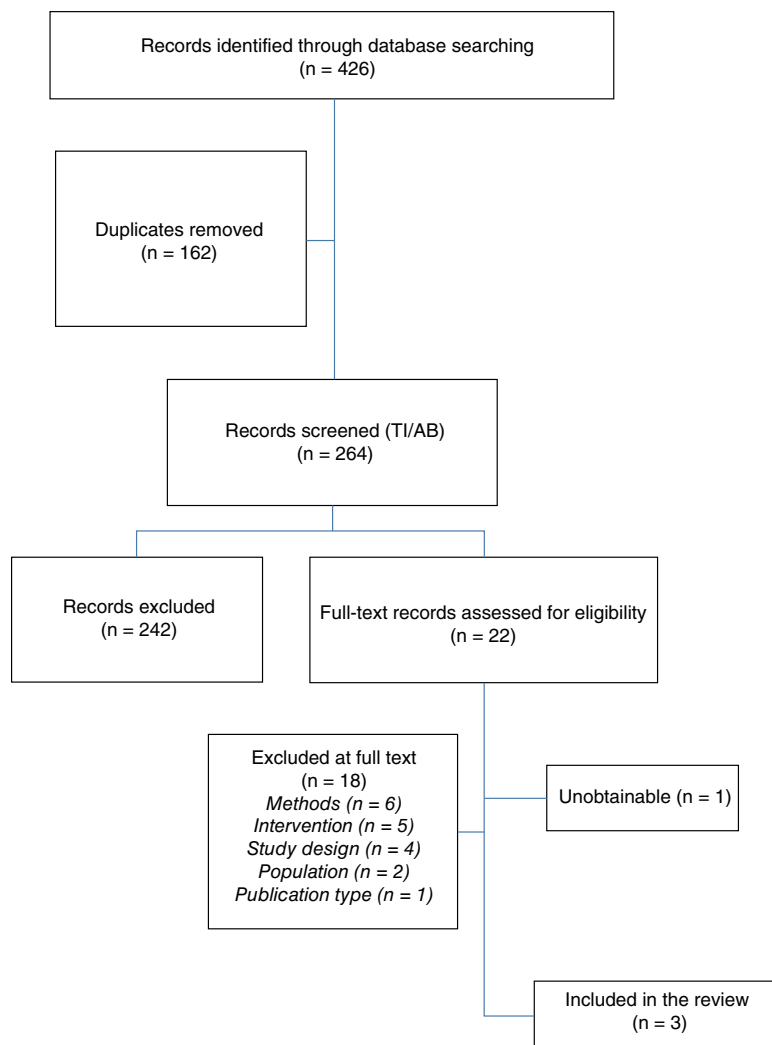 Records identified through database searching
(n = 426)
Duplicates removed
(n = 162)
Records screened (TI/AB)
(n = 264)
Records excluded
(n = 242)
Full-text records assessed for eligibility
(n = 22)
Excluded at full text
(n = 18)
Methods (n = 6)
Intervention (n = 5)
Study design (n = 4)
Population (n = 2)
Publication type (n = 1)
Unobtainable (n = 1)
Included in the review
(n = 3)